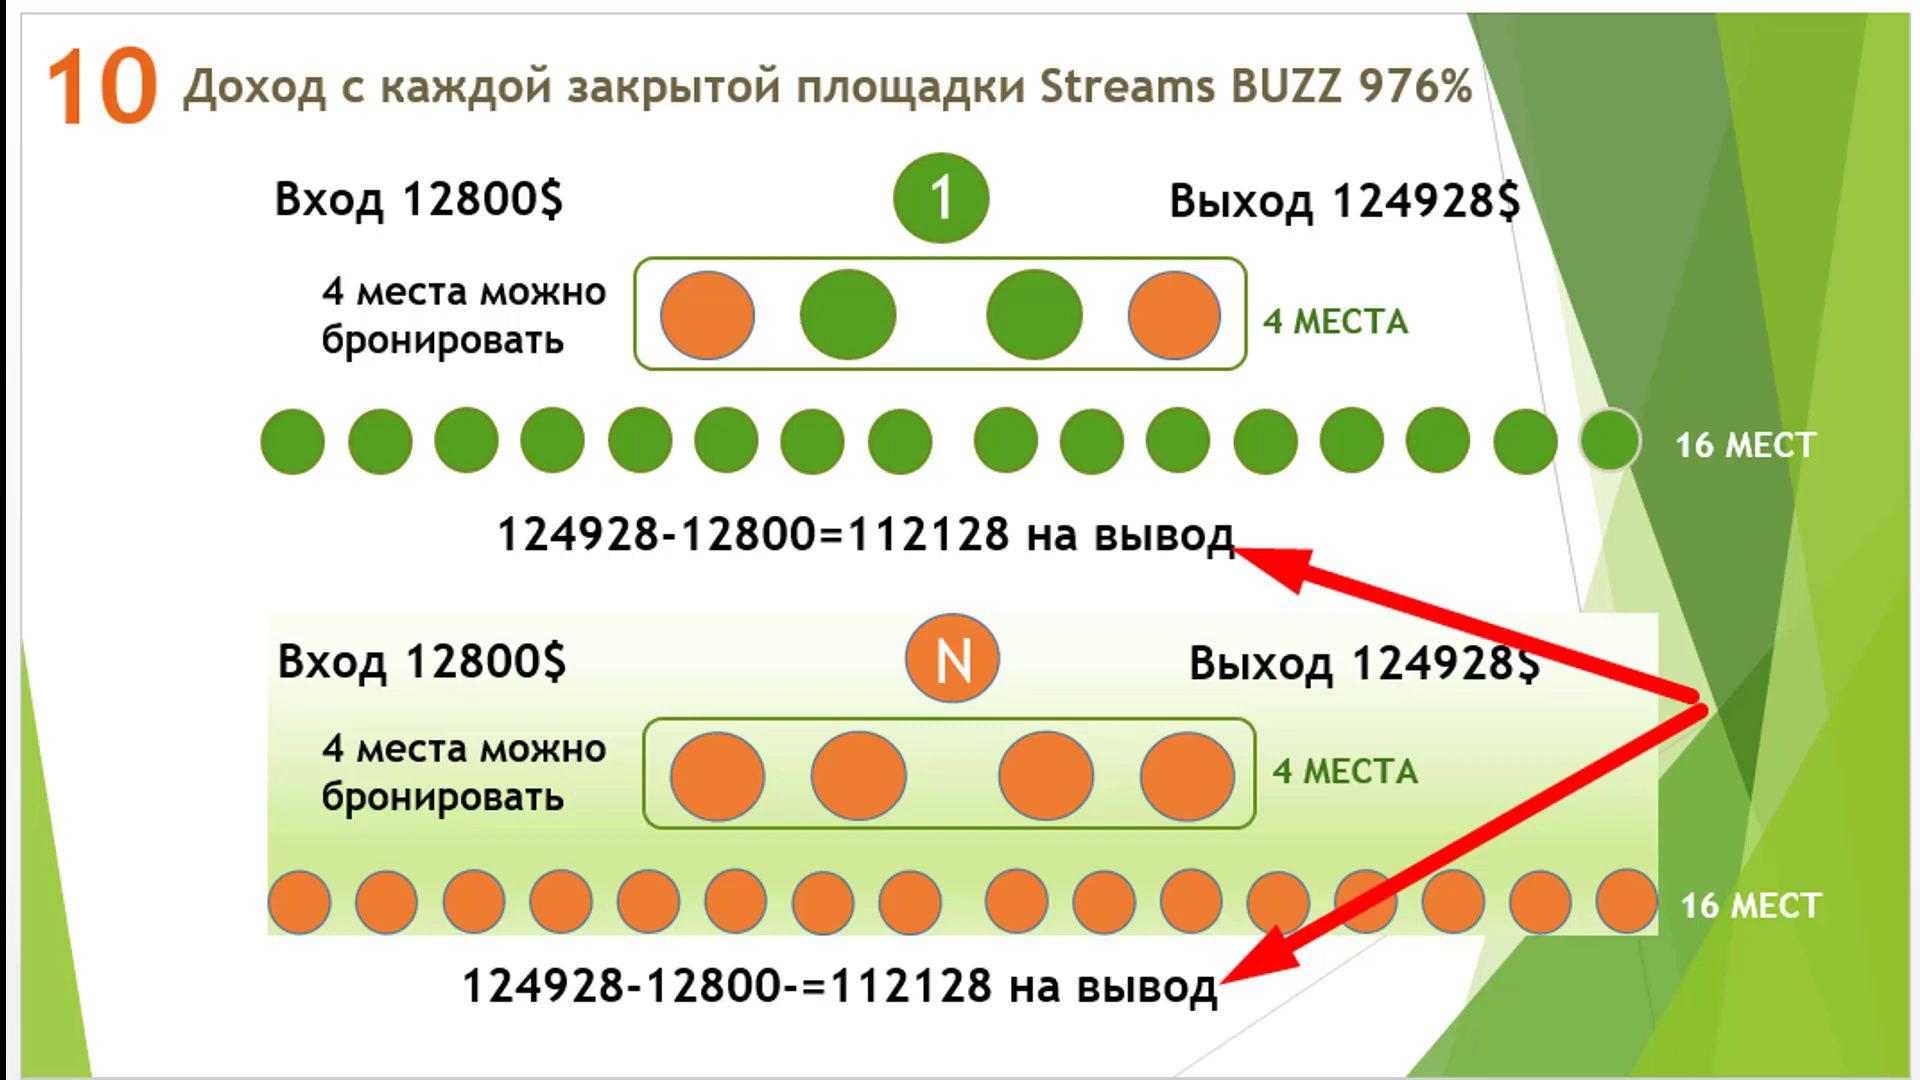 10 Доход с каждой закрытой площадки Streams BUZZ 976%
Вход 12800$
1
Выход 124928$
4 места можно
бронировать
4 МЕСТА
16 МЕСТ
124928-12800=112128 на вывод
Вход 12800$
N
Выход 124928$
4 места можно
бронировать
4 МЕСТА
16 МЕСТ
124928-12800-=112128 на вывод